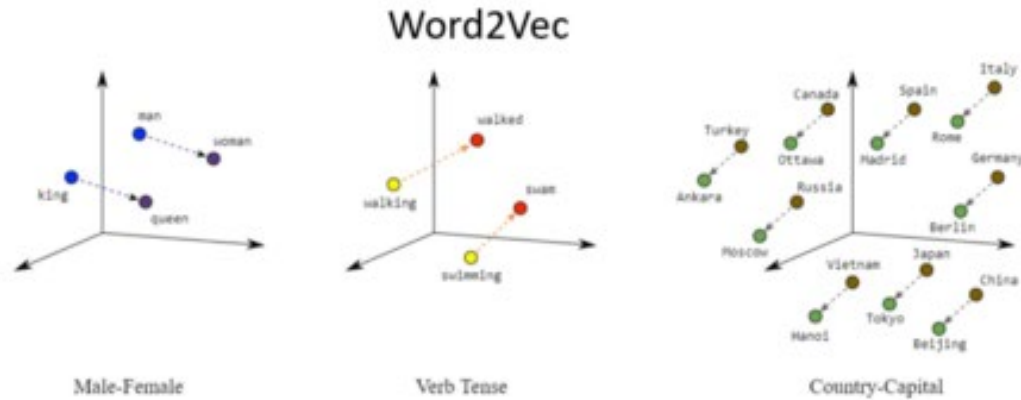 Word2Vec
man
woman
king
queen
walked
walking
swam
swimming
Italy
Spain
Canada
Rome
Turkey
Ottawa
Madrid
Germany
Ankara
Russia
Berlin
Moscow
Vietnam
Japan
China
Tokyo
Hanoi
Beijing
Male-Female
Verb Tense
Country-Capital